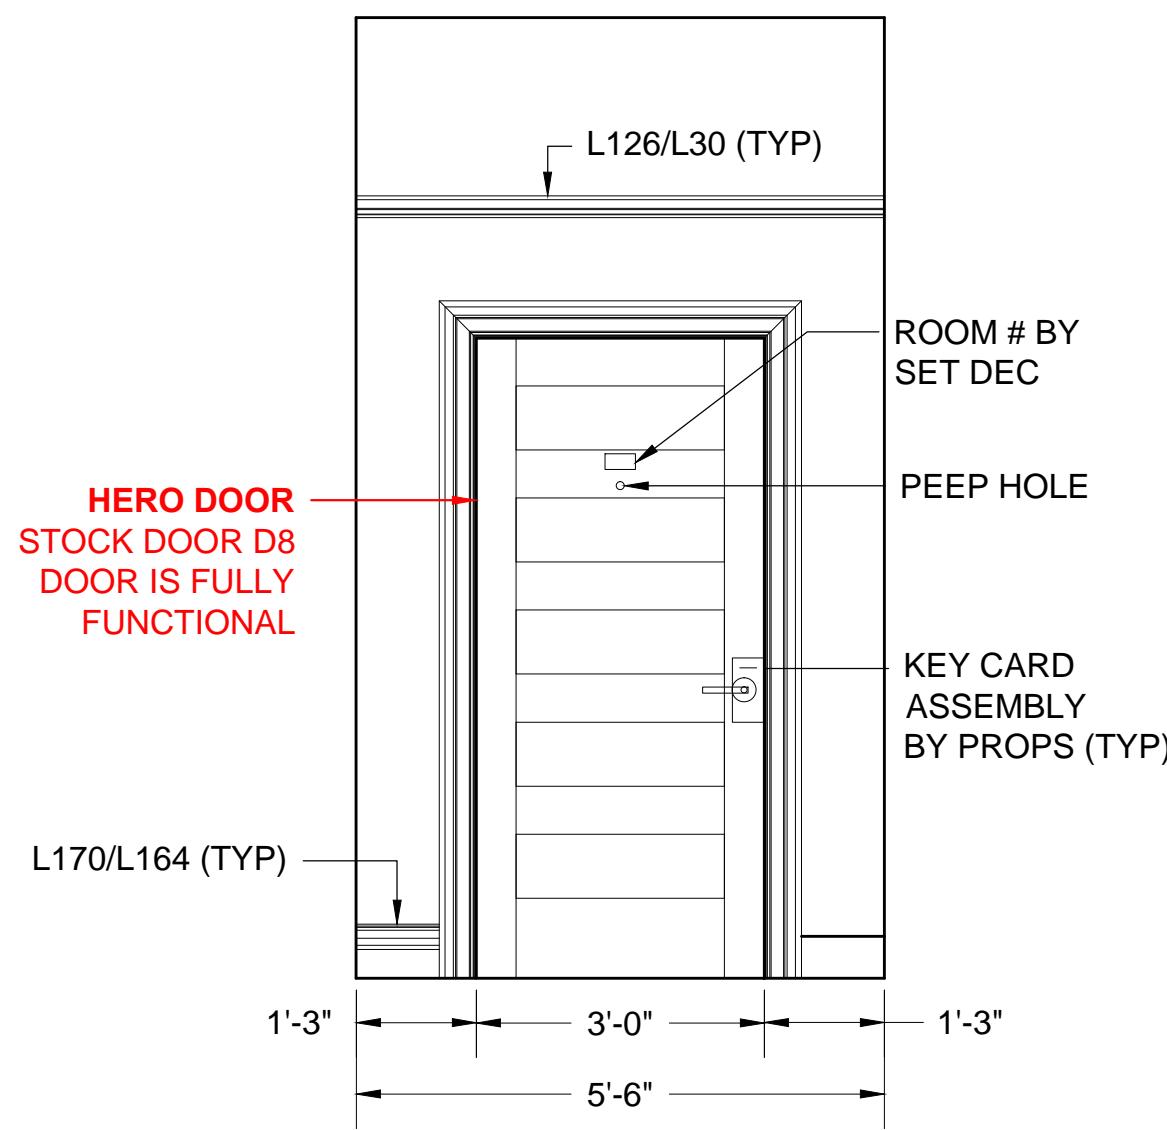 L126/L30 (TYP)
ROOM # BY
SET DEC
HERO DOOR
STOCK DOOR D8
DOOR IS FULLY
FUNCTIONAL
PEEP HOLE
KEY CARD
ASSEMBLY
BY PROPS (TYP)
L170/L164 (TYP)
1'-3"
3'-0"
1'-3"
5'-6"